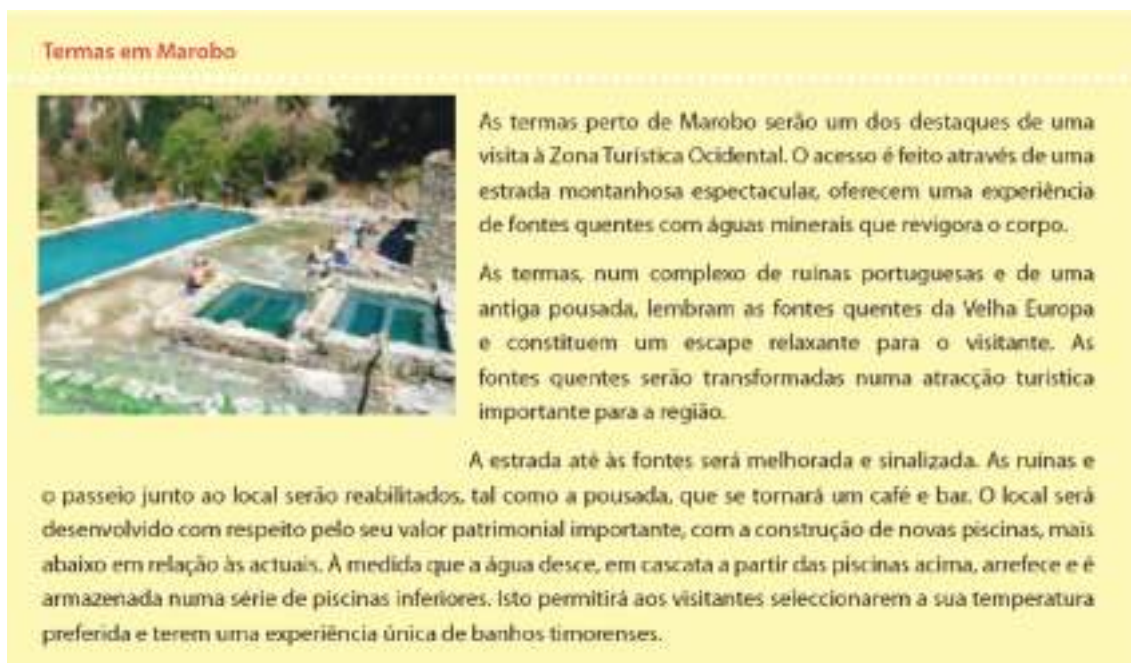 Termas em Marobo
As termas perto de Marobo serão um dos destaques de uma
visita à Zona Turística Ocidental. O acesso é feito através de uma
estrada montanhosa espectacular, oferecem uma experiência
de fontes quentes com águas minerais que revigora o corpo.
As termas, num complexo de ruínas portuguesas e de uma
antiga pousada, lembram as fontes quentes da Velha Europa
e constituem um escape relaxante para o visitante. As
fontes quentes serão transformadas numa atracção turística
importante para a região.
A estrada até às fontes será melhorada e sinalizada. As ruínas e
o passeio junto ao local serão reabilitados, tal como a pousada, que se tornará um café e bar. O local será
desenvolvido com respeito pelo seu valor patrimonial importante, com a construção de novas piscinas, mais
abaixo em relação às actuais. À medida que a água desce, em cascata a partir das piscinas acima, arrefece e é
armazenada numa série de piscinas inferiores. Isto permitirá aos visitantes seleccionarem a sua temperatura
preferida e terem uma experiência única de banhos timorenses.